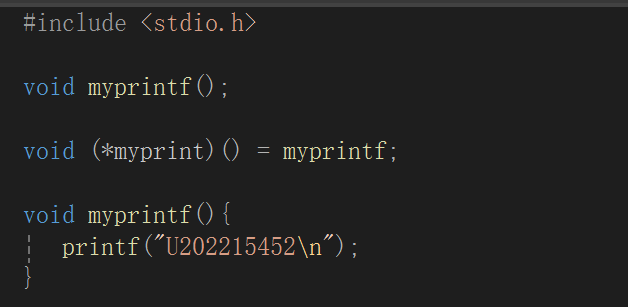 #include <stdio.h>
void myprintf();
void (*myprint)() = myprintf;
void myprintf(){
printf("U202215452\n");
}